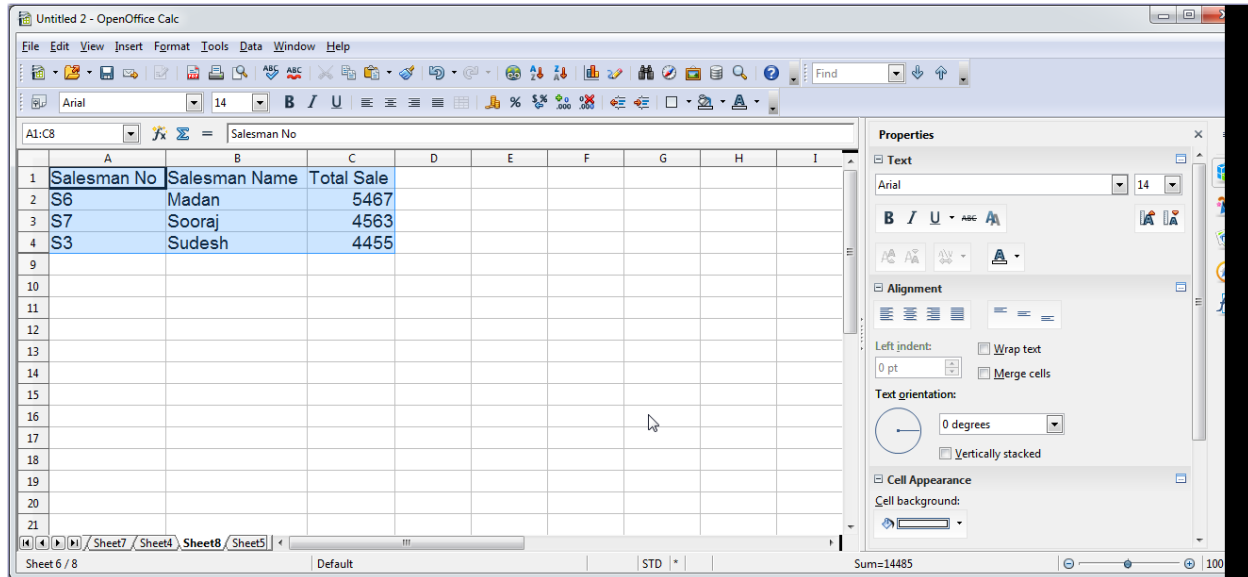 Untitled 2 - OpenOffice Calc
File Edit View Insert Format Tools Data Window Help
Find
Arial 14
A1:C8 Salesman No
A B C D E F G H I
1 Salesman No Salesman Name Total Sale
2 S6 Madan 5467
3 S7 Sooraj 4563
4 S3 Sudesh 4455
9
10
11
12
13
14
15
16
17
18
19
20
21
Sheet7 Sheet4 Sheet8 Sheet5
Sheet 6 / 8 Default STD * Sum=14485 100
Properties
Text
Arial 14
B I U ABC
Alignment
Left indent: Wrap text
0 pt Merge cells
Text orientation:
0 degrees
Vertically stacked
Cell Appearance
Cell background: